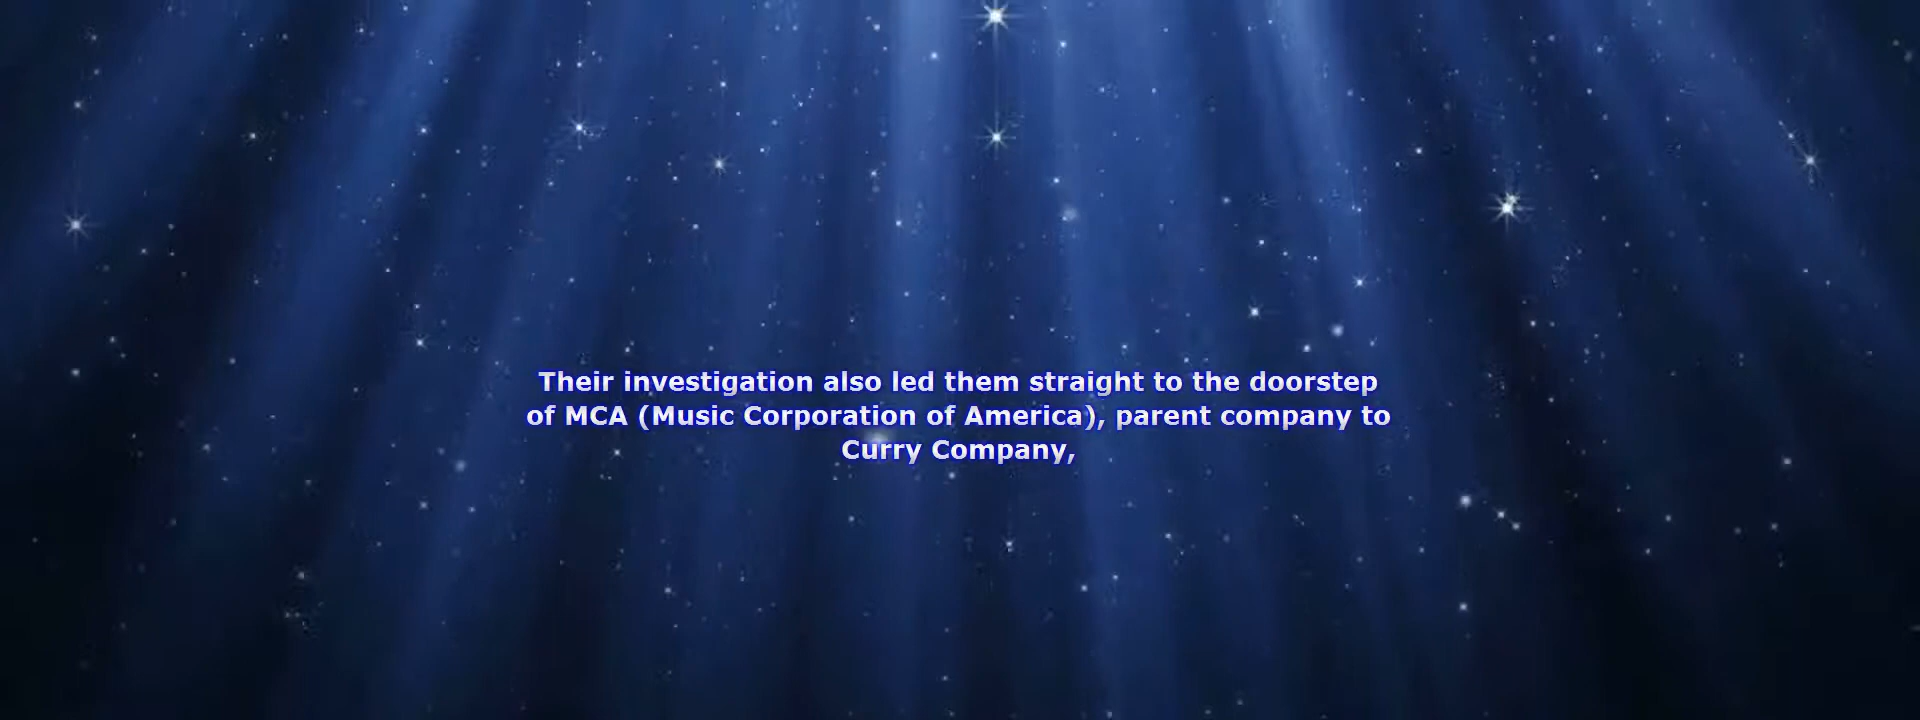 Their investigation also led them straight to the doorstep
of MCA (Music Corporation of America), parent company to
Curry Company,